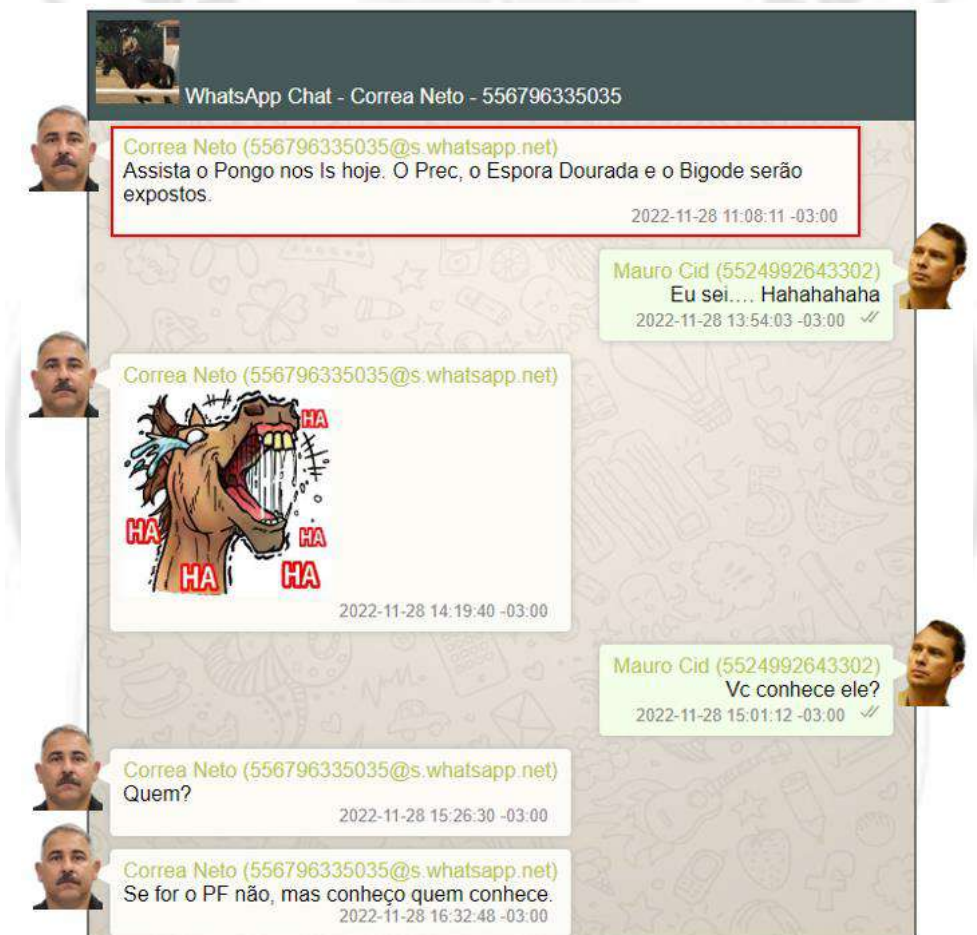 WhatsApp Chat - Correa Neto - 556796335035
Correa Neto (556796335035@s.whatsapp.net)
Assista o Pongo nos Is hoje. O Prec, o Espora Dourada e o Bigode serão
expostos.
2022-11-28 11:08:11 -03:00
Mauro Cid (5524992643302)
Eu sei.... Hahahahaha
2022-11-28 13:54:03 -03:00
Correa Neto (556796335035@s.whatsapp.net)
HA
HA
HA
HA
HA
2022-11-28 14:19:40 -03:00
Mauro Cid (5524992643302)
Vc conhece ele?
2022-11-28 15:01:12 -03:00
Correa Neto (556796335035@s.whatsapp.net)
Quem?
2022-11-28 15:26:30 -03:00
Correa Neto (556796335035@s.whatsapp.net)
Se for o PF não, mas conheço quem conhece.
2022-11-28 16:32:48 -03:00